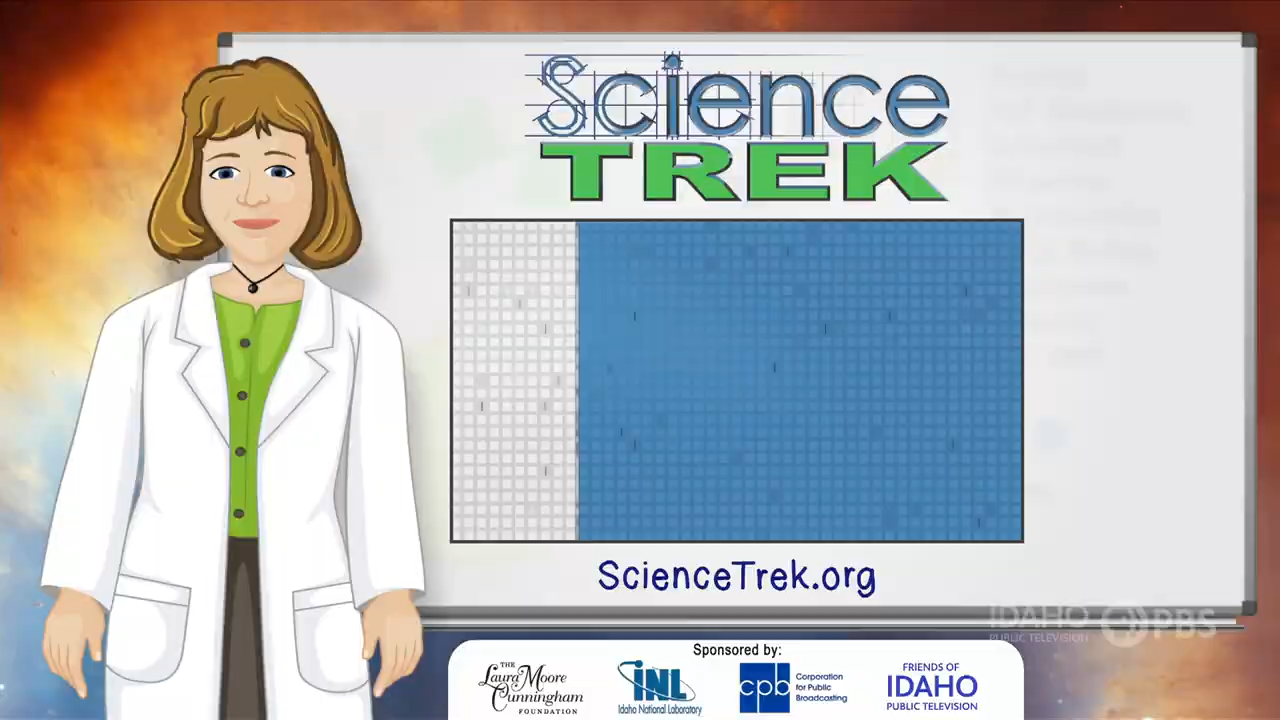 Science
TREK
ScienceTrek.org
IDAHO PBS
PUBLIC TELEVISION
Sponsored by:
THE
Laura Moore
Cunningham
FOUNDATION
INL
Idaho National Laboratory
cpb
Corporation
for Public
Broadcasting
FRIENDS OF
IDAHO
PUBLIC TELEVISION